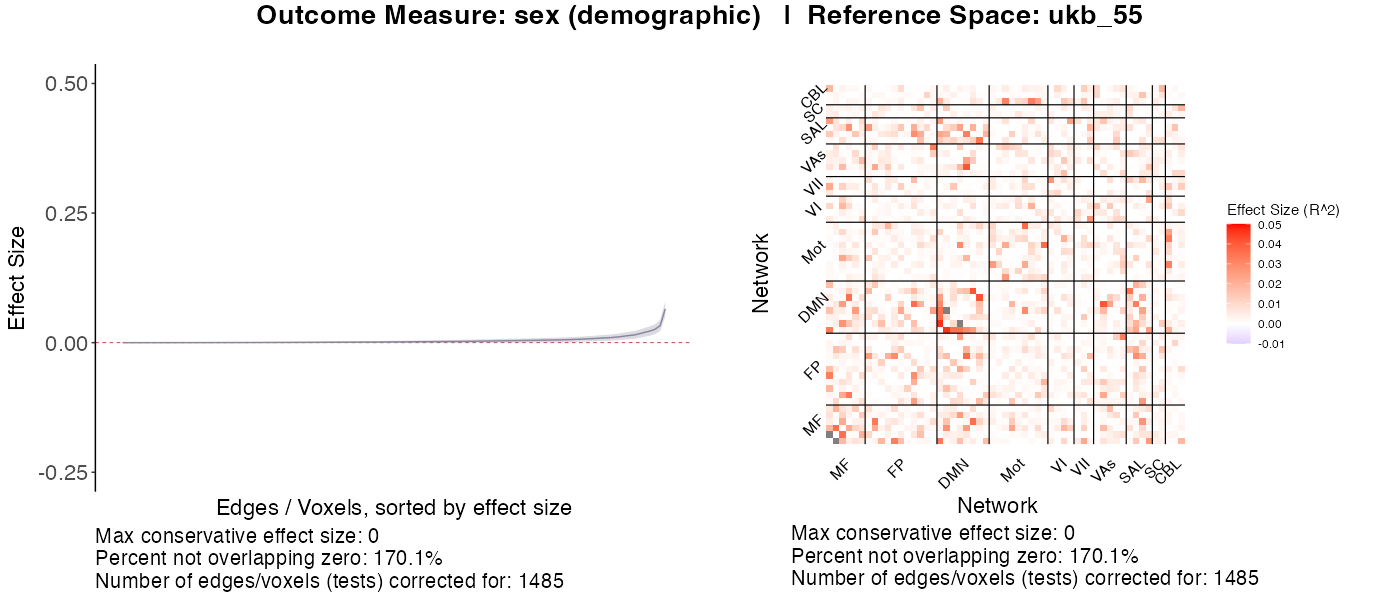 Outcome Measure: sex (demographic) | Reference Space: ukb_55
0.50
0.25
0.00
-0.25
Effect Size
Edges / Voxels, sorted by effect size
Max conservative effect size: 0
Percent not overlapping zero: 170.1%
Number of edges/voxels (tests) corrected for: 1485
CBL
SC
SAL
VAs
VII
VI
Mot
DMN
FP
MF
Network
MF
FP
DMN
Mot
VI
VII
VAs
SAL
SC
CBL
Network
Effect Size (R^2)
0.05
0.04
0.03
0.02
0.01
0.00
-0.01
Max conservative effect size: 0
Percent not overlapping zero: 170.1%
Number of edges/voxels (tests) corrected for: 1485